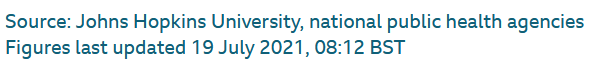 Source: Johns Hopkins University, national public health agencies
Figures last updated 19 July 2021, 08:12 BST